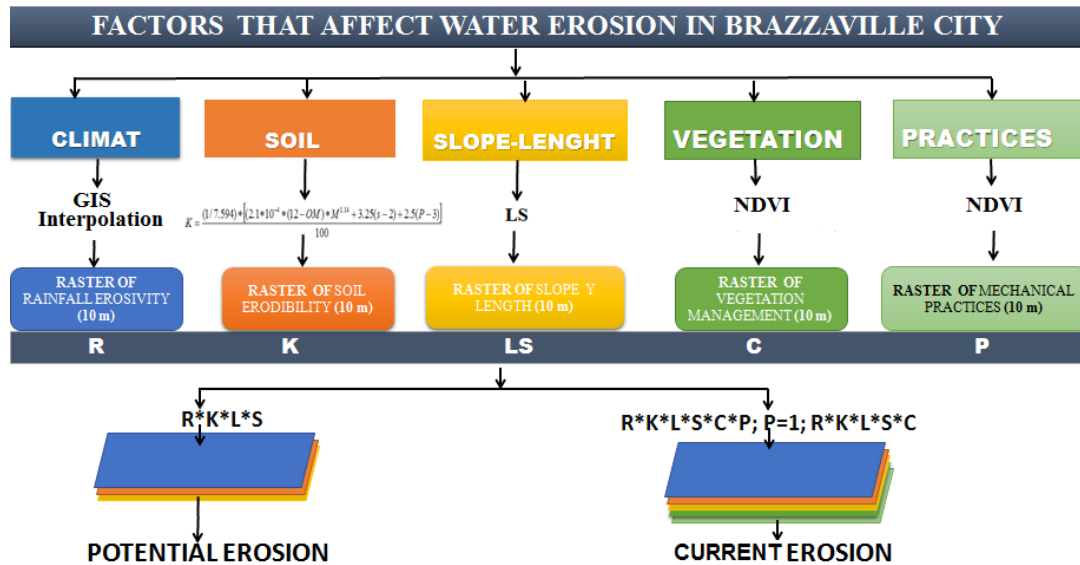 FACTORS THAT AFFECT WATER EROSION IN BRAZZAVILLE CITY
CLIMAT
SOIL
SLOPE-LENGHT
VEGETATION
PRACTICES
GIS
Interpolation
K = (1/7.594)*[(2.1*10⁻⁴*(12−OM)*M^1.14+3.25(s−2)+2.5(P−3)] / 100
LS
NDVI
NDVI
RASTER OF
RAINFALL EROSIVITY
(10 m)
RASTER OF SOIL
ERODIBILITY (10 m)
RASTER OF SLOPE Y
LENGTH (10 m)
RASTER OF
VEGETATION
MANAGEMENT (10 m)
RASTER OF MECHANICAL
PRACTICES (10 m)
R K LS C P
R*K*L*S
R*K*L*S*C*P; P=1; R*K*L*S*C
POTENTIAL EROSION
CURRENT EROSION